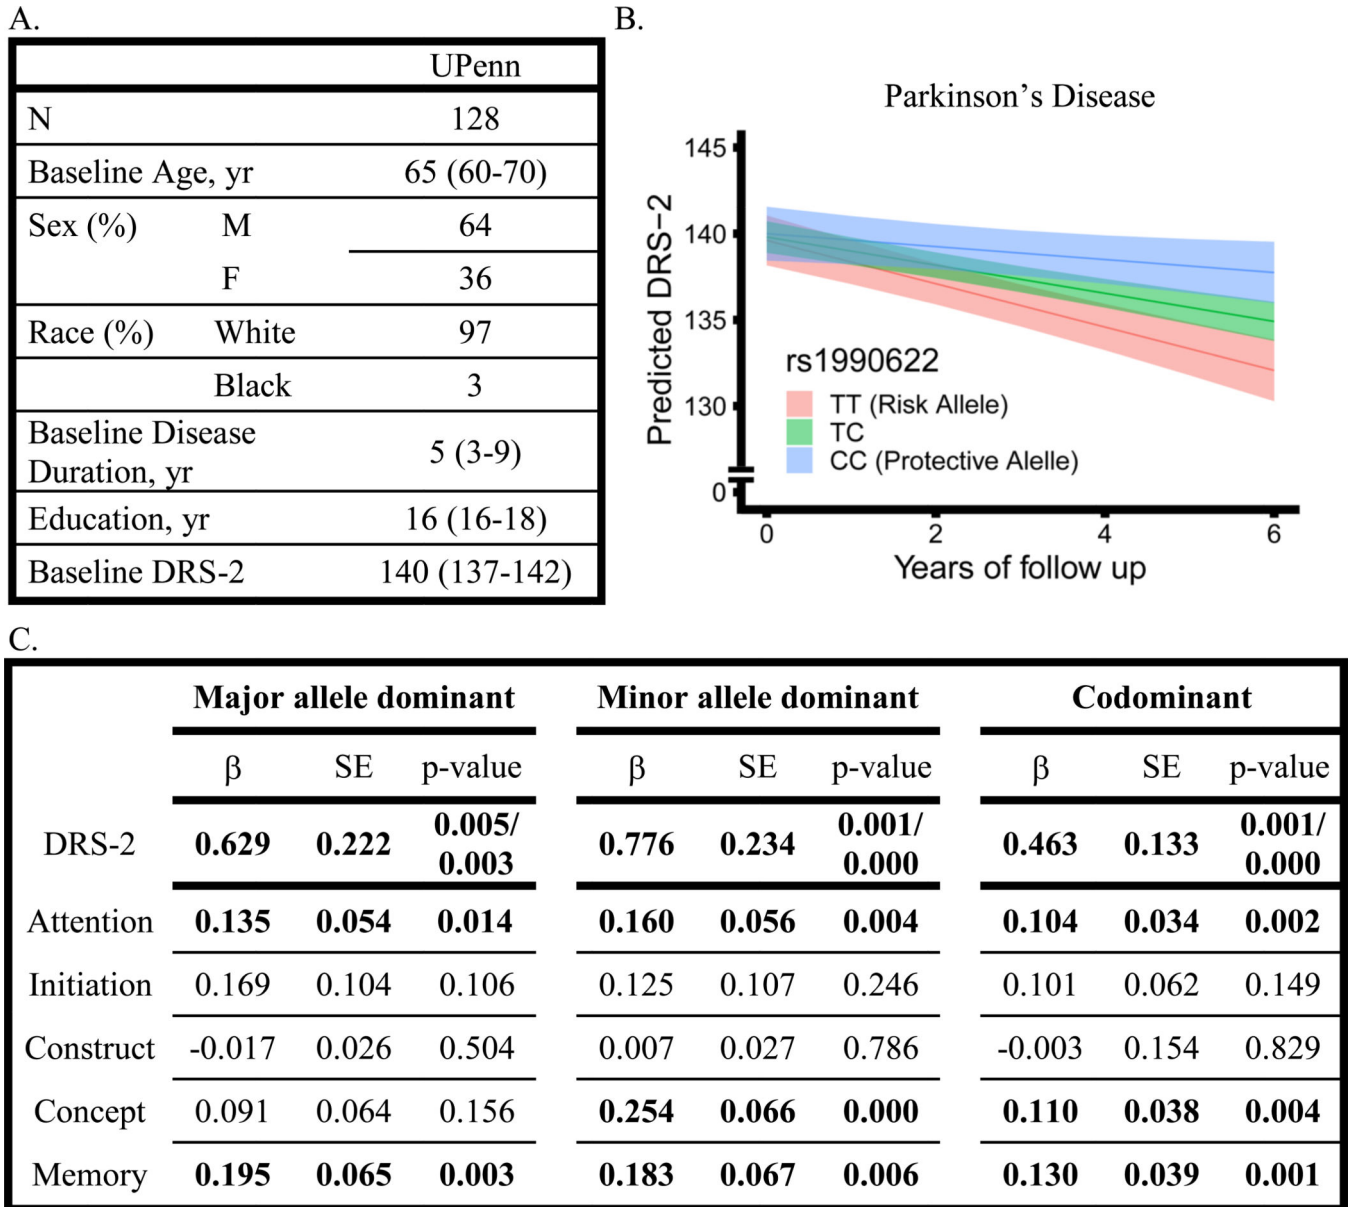 A.
UPenn
N 128
Baseline Age, yr 65 (60-70)
Sex (%) M 64
F 36
Race (%) White 97
Black 3
Baseline Disease
Duration, yr 5 (3-9)
Education, yr 16 (16-18)
Baseline DRS-2 140 (137-142)
B.
Parkinson’s Disease
Predicted DRS−2
145
140
135
130
0
rs1990622
TT (Risk Allele)
TC
CC (Protective Alelle)
0 2 4 6
Years of follow up
C.
Major allele dominant Minor allele dominant Codominant
β SE p-value β SE p-value β SE p-value
DRS-2 0.629 0.222 0.005/ 0.003 0.776 0.234 0.001/ 0.000 0.463 0.133 0.001/ 0.000
Attention 0.135 0.054 0.014 0.160 0.056 0.004 0.104 0.034 0.002
Initiation 0.169 0.104 0.106 0.125 0.107 0.246 0.101 0.062 0.149
Construct -0.017 0.026 0.504 0.007 0.027 0.786 -0.003 0.154 0.829
Concept 0.091 0.064 0.156 0.254 0.066 0.000 0.110 0.038 0.004
Memory 0.195 0.065 0.003 0.183 0.067 0.006 0.130 0.039 0.001